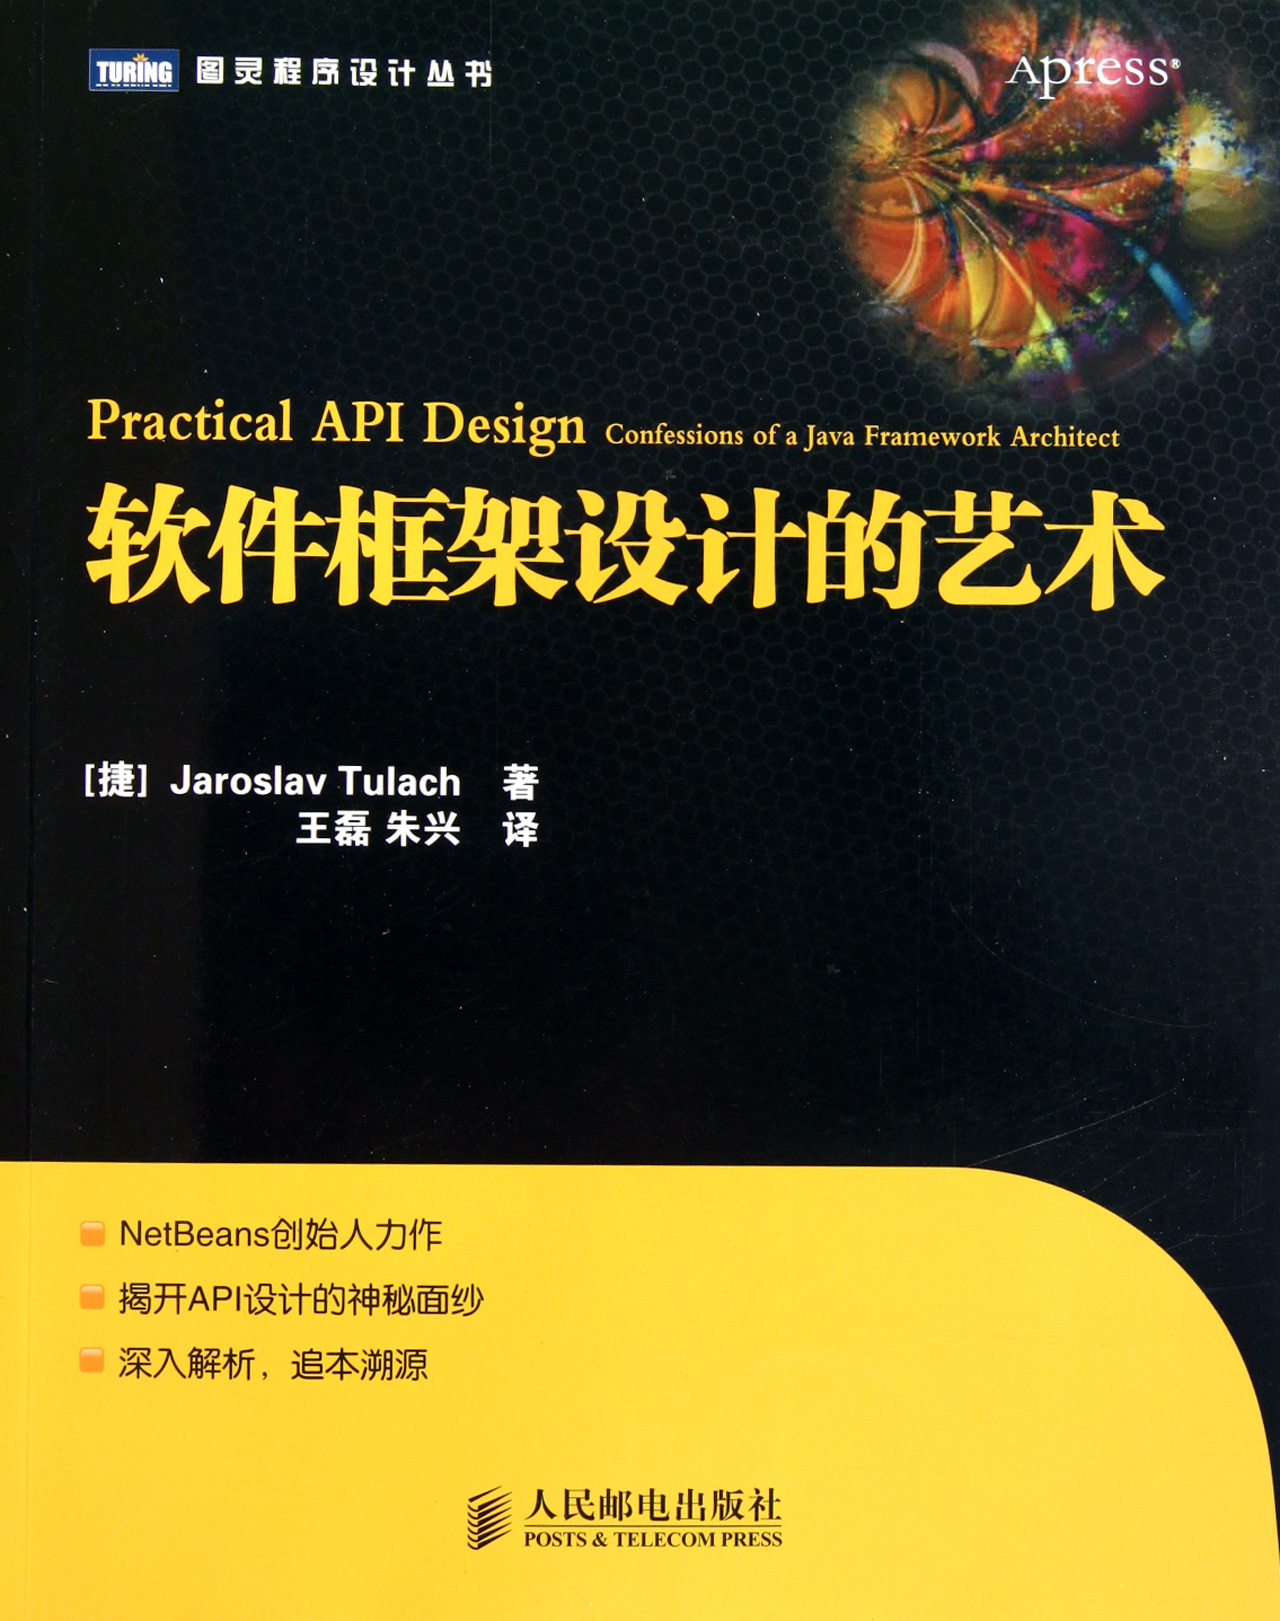 TURING 图灵程序设计丛书
Apress®
Practical API Design Confessions of a Java Framework Architect
软件框架设计的艺术
[捷] Jaroslav Tulach 著
王磊 朱兴 译
NetBeans创始人力作
揭开API设计的神秘面纱
深入解析，追本溯源
人民邮电出版社
POSTS & TELECOM PRESS